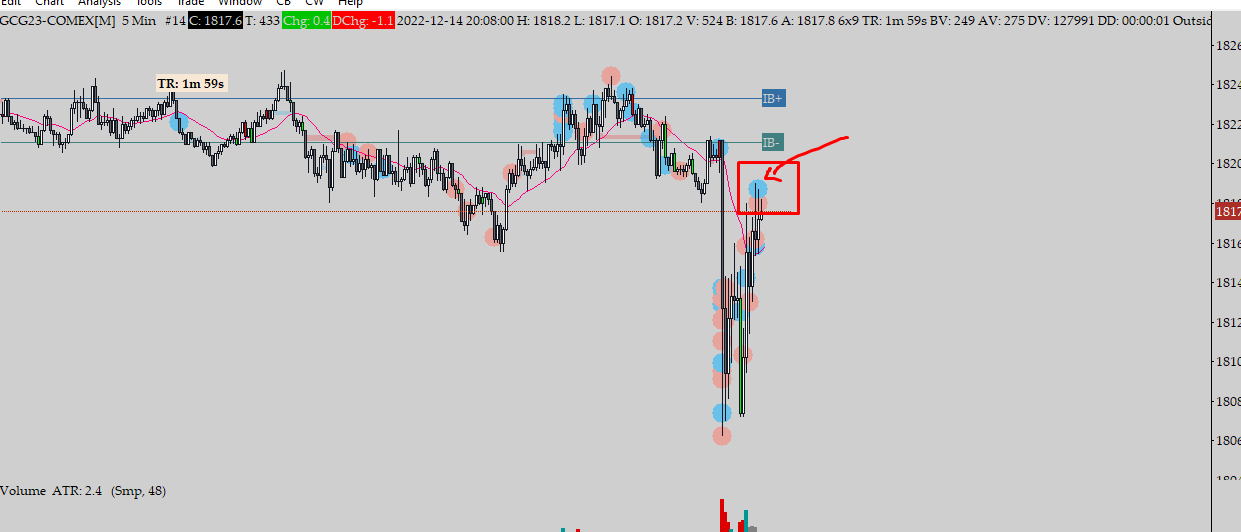 Edit Chart Analysis Tools Trade Window CB CW Help
GCG23-COMEX[M] 5 Min #14 C: 1817.6 T: 433 Chg: 0.4 DChg: -1.1 2022-12-14 20:08:00 H: 1818.2 L: 1817.1 O: 1817.2 V: 524 B: 1817.6 A: 1817.8 6x9 TR: 1m 59s BV: 249 AV: 275 DV: 127991 DD: 00:00:01 Outsid
1826
TR: 1m 59s
1824
IB+
1822
IB-
1820
1817
1816
1814
1812
1810
1808
1806
Volume ATR: 2.4 (Smp, 48)